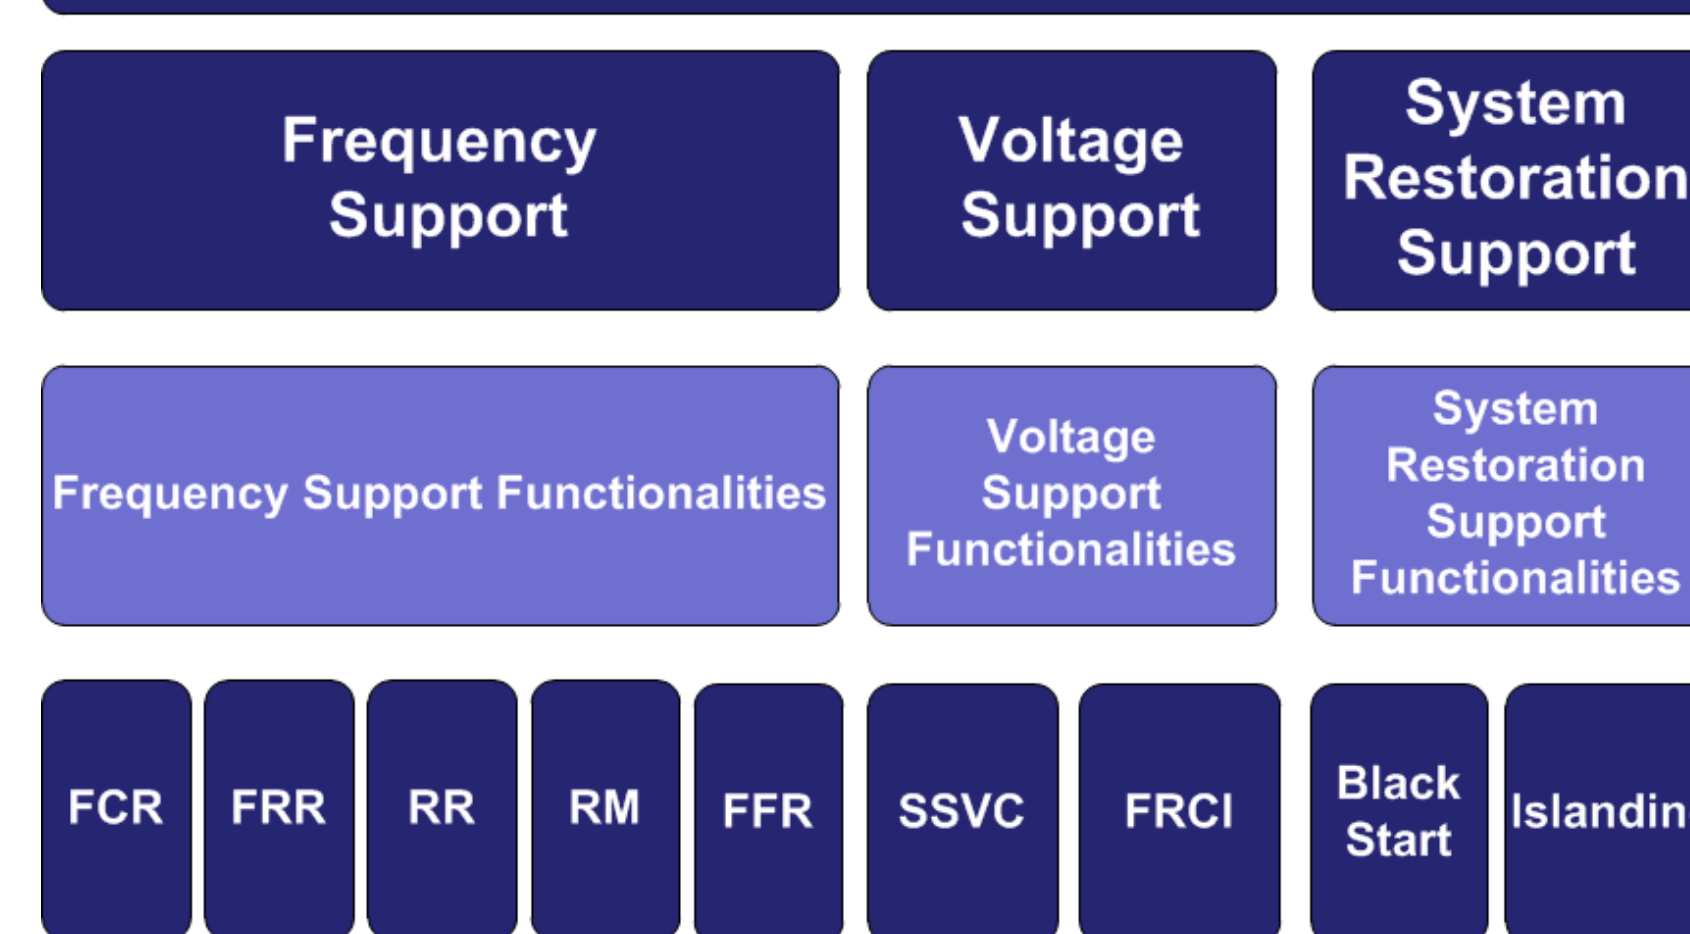 Frequency
Support
Voltage
Support
System
Restoration
Support
Frequency Support Functionalities
Voltage
Support
Functionalities
System
Restoration
Support
Functionalities
FCR
FRR
RR
RM
FFR
SSVC
FRCI
Black
Start
Islandin